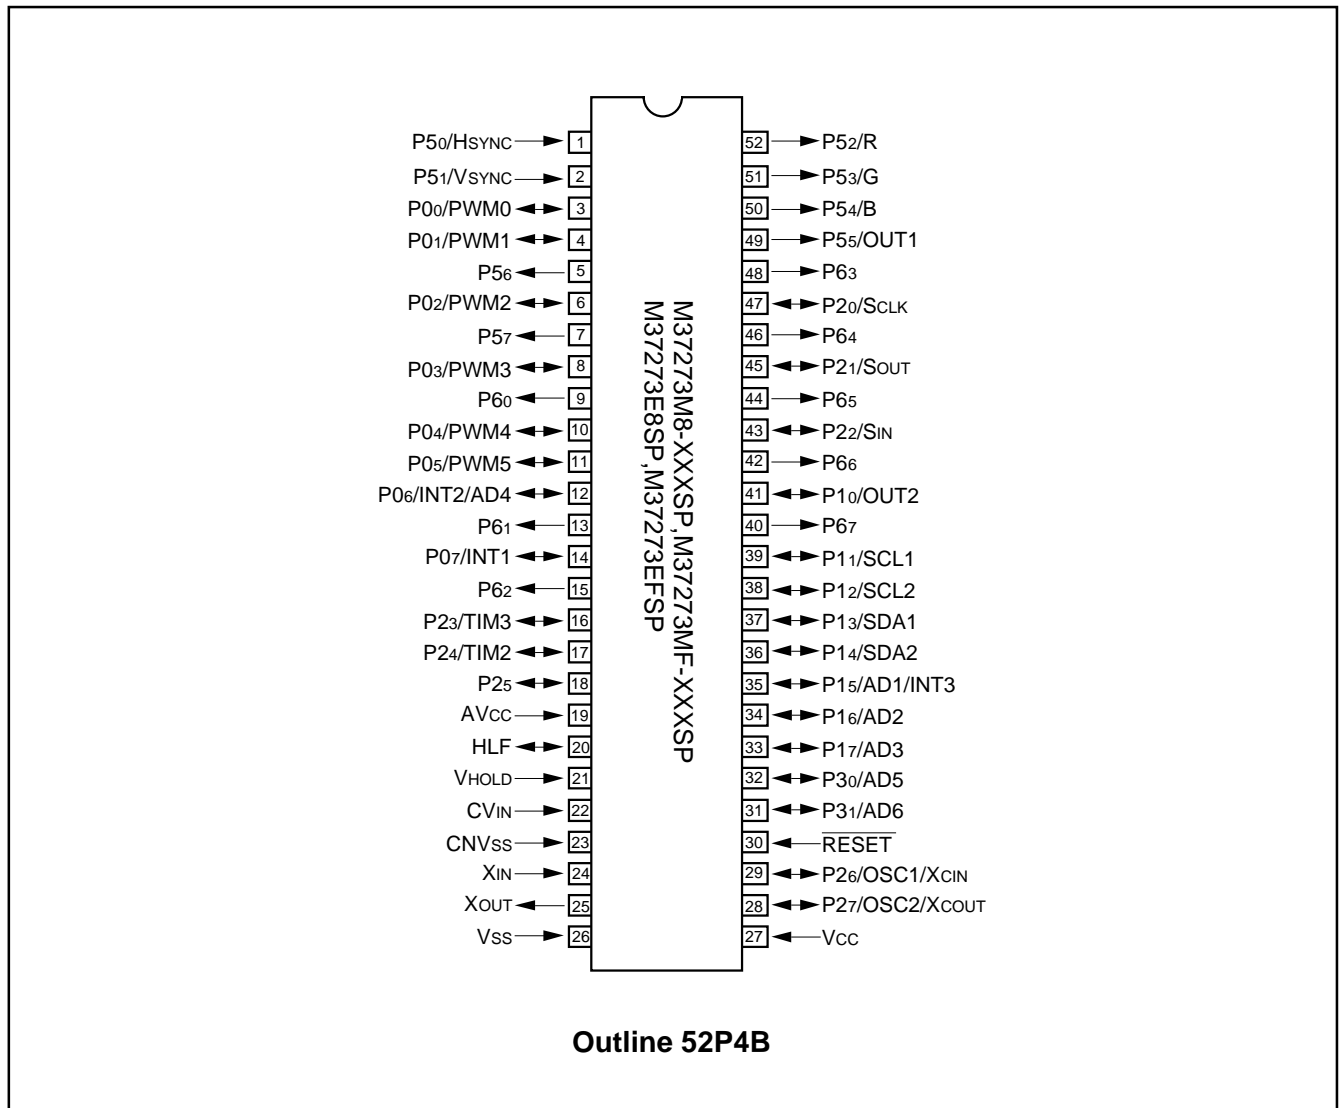 P50/HSYNC 1 52 P52/R
P51/VSYNC 2 51 P53/G
P00/PWM0 3 50 P54/B
P01/PWM1 4 49 P55/OUT1
P56 5 48 P63
P02/PWM2 6 47 P20/SCLK
P57 7 46 P64
P03/PWM3 8 45 P21/SOUT
P60 9 44 P65
P04/PWM4 10 43 P22/SIN
P05/PWM5 11 42 P66
P06/INT2/AD4 12 41 P10/OUT2
P61 13 40 P67
P07/INT1 14 39 P11/SCL1
P62 15 38 P12/SCL2
P23/TIM3 16 37 P13/SDA1
P24/TIM2 17 36 P14/SDA2
P25 18 35 P15/AD1/INT3
AVCC 19 34 P16/AD2
HLF 20 33 P17/AD3
VHOLD 21 32 P30/AD5
CVIN 22 31 P31/AD6
CNVSS 23 30 RESET
XIN 24 29 P26/OSC1/XCIN
XOUT 25 28 P27/OSC2/XCOUT
VSS 26 27 VCC
M37273M8-XXXSP,M37273MF-XXXSP
M37273E8SP,M37273EFSP
Outline 52P4B